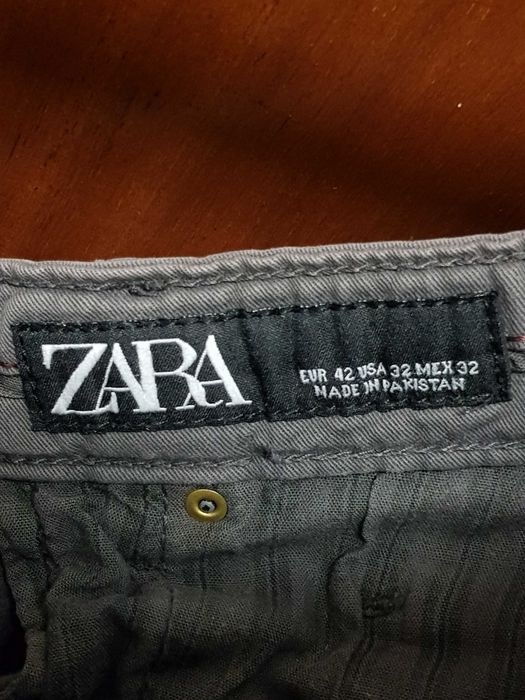 ZARA
EUR 42 USA 32 MEX 32
MADE IN PAKISTAN